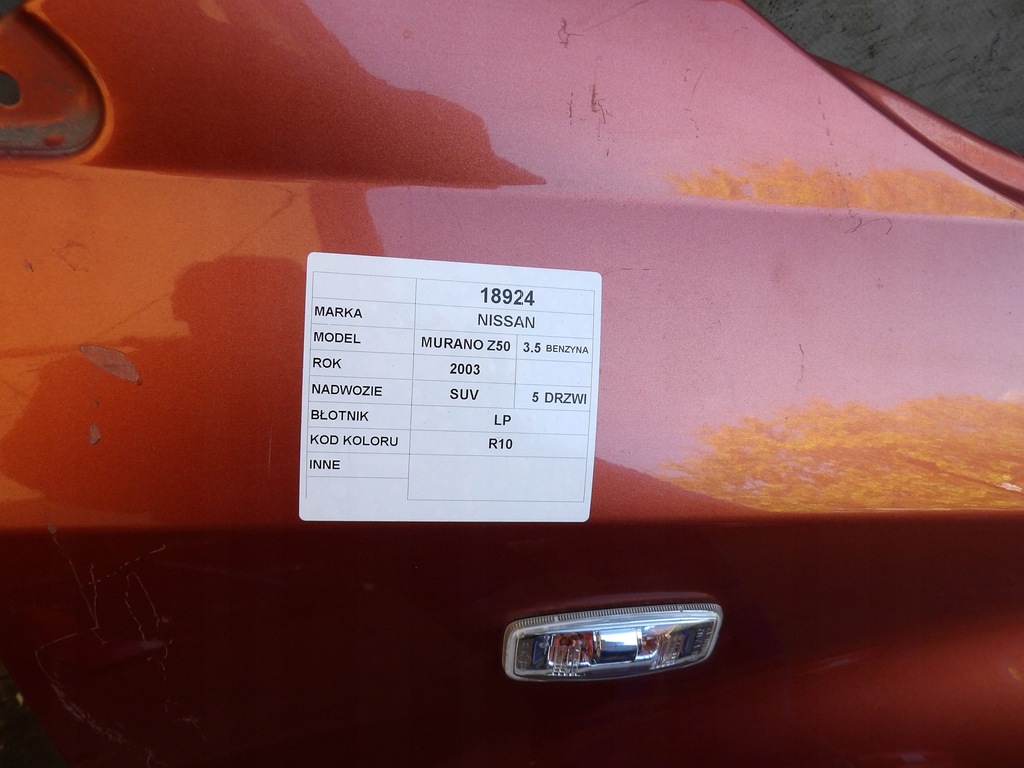 18924
MARKA NISSAN
MODEL MURANO Z50 3.5 BENZYNA
ROK 2003
NADWOZIE SUV 5 DRZWI
BŁOTNIK LP
KOD KOLORU R10
INNE